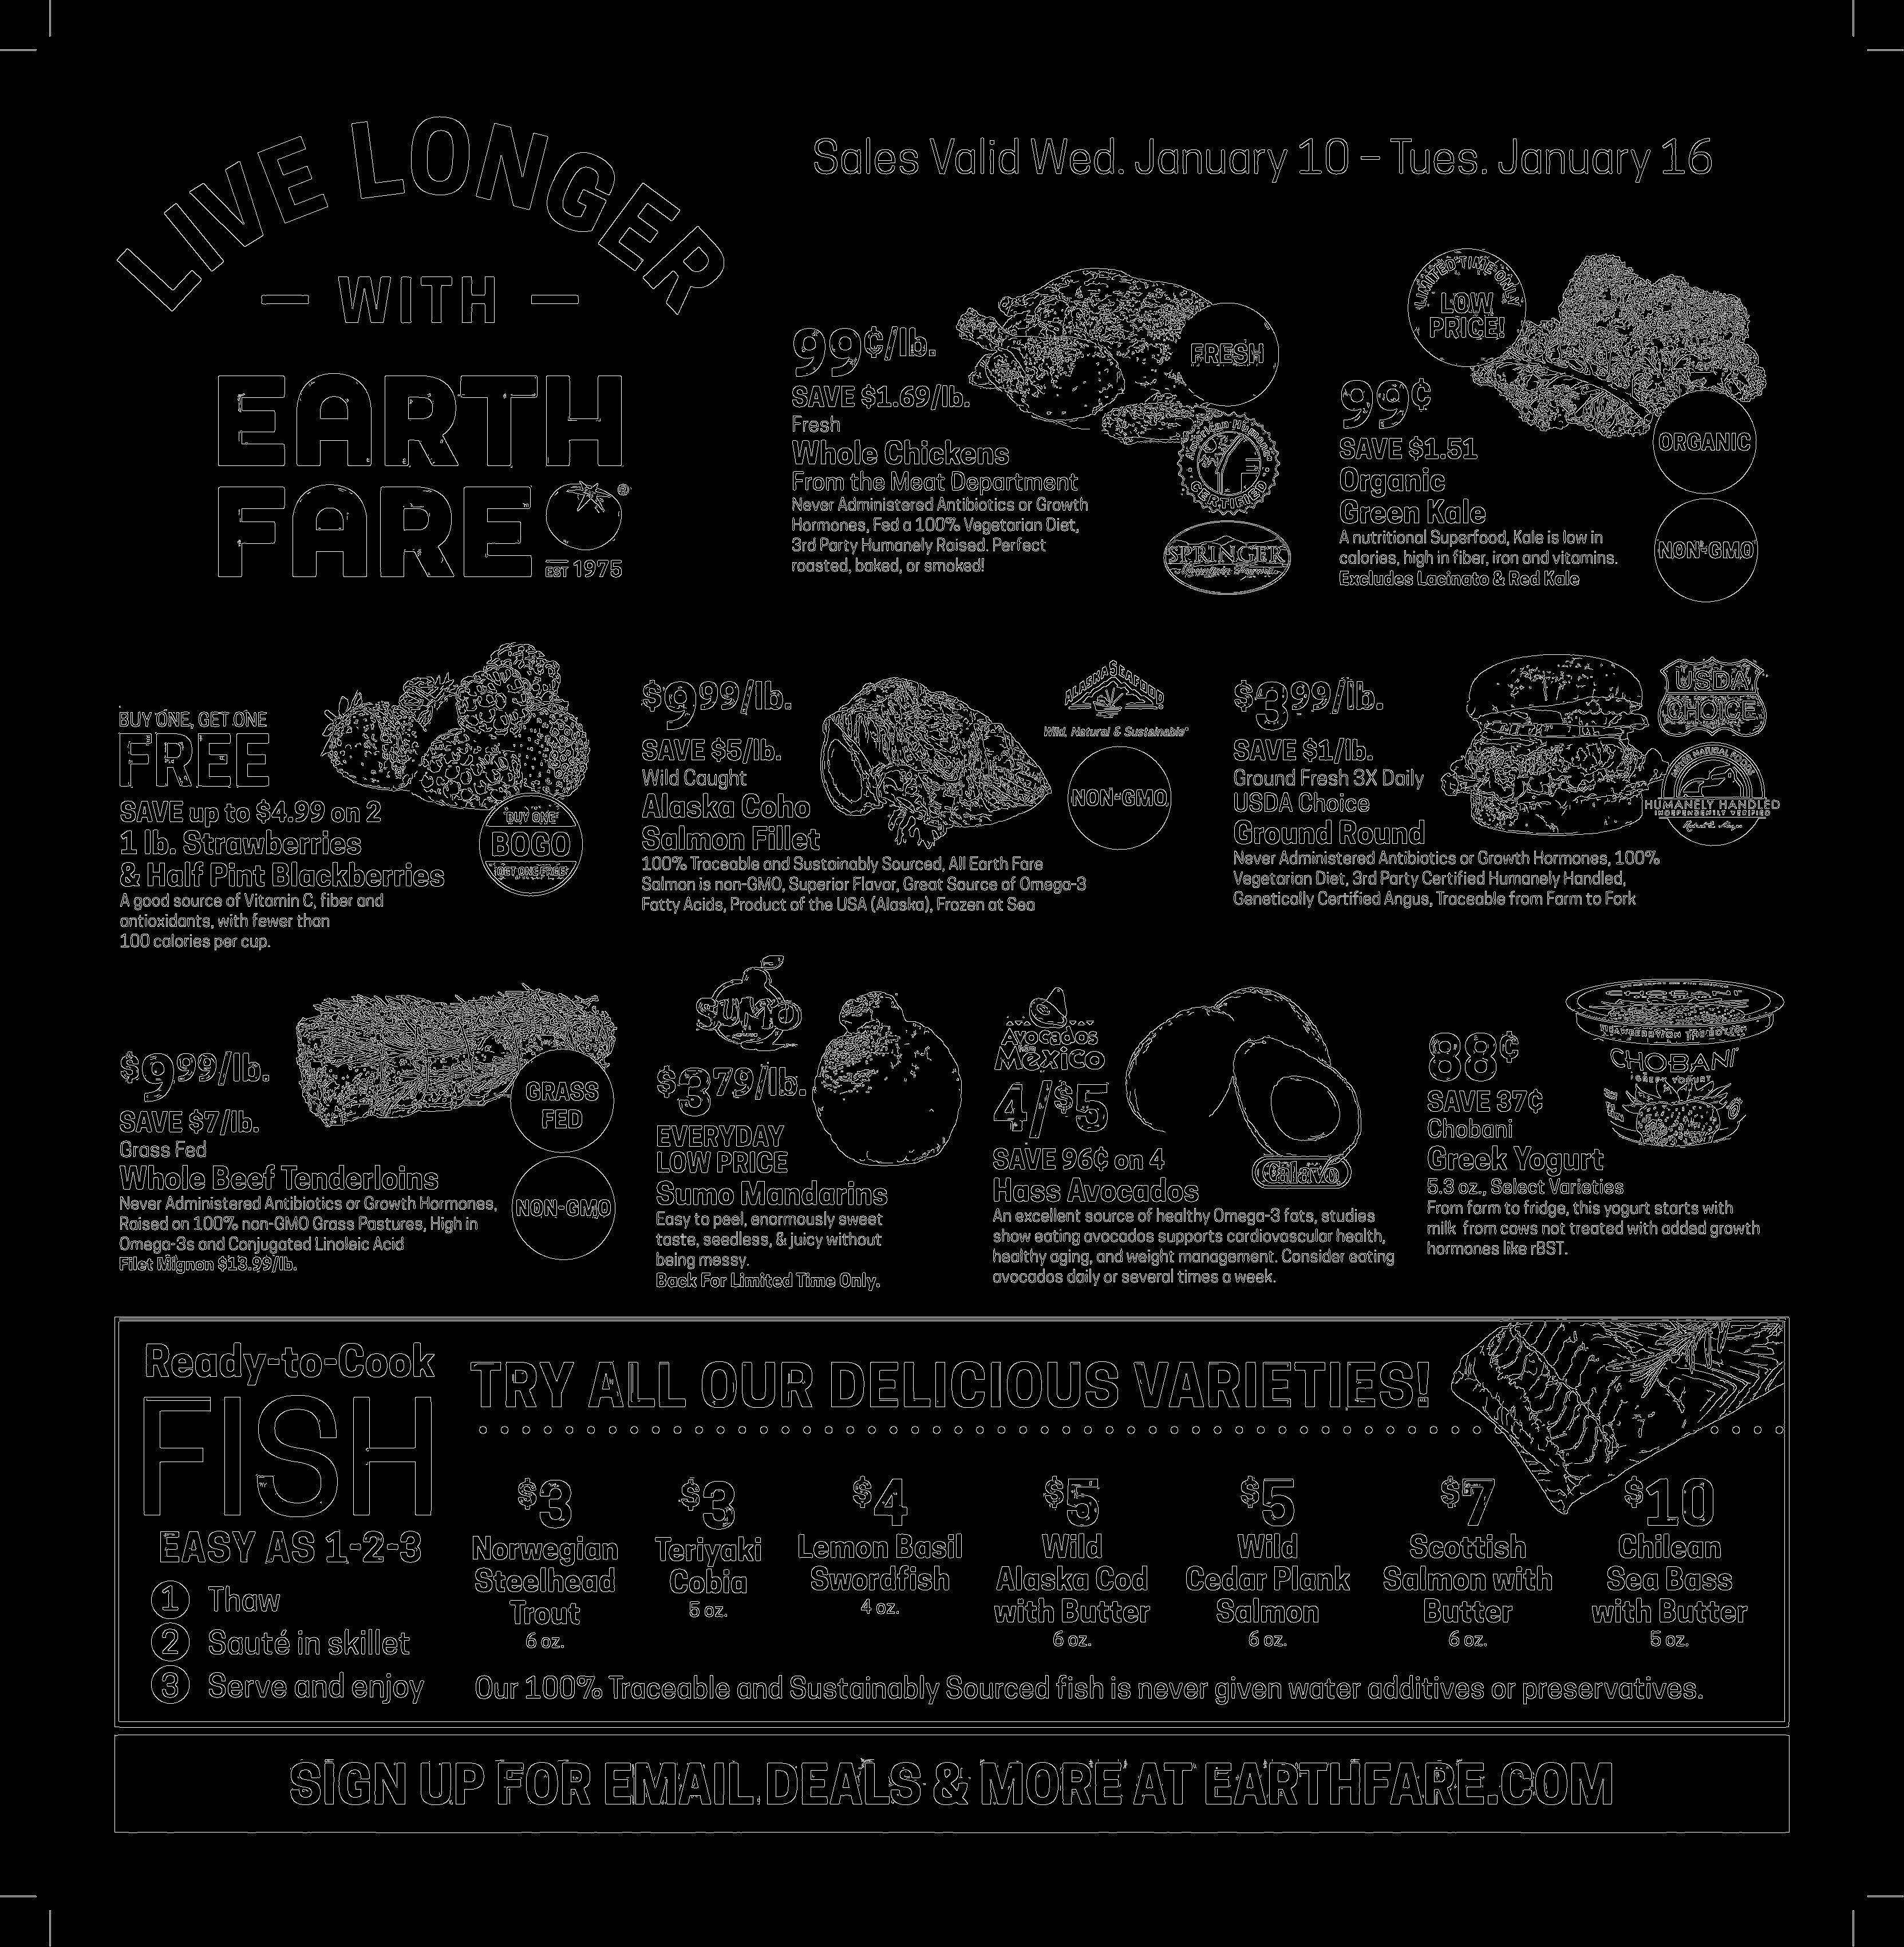 LIVE LONGER
WITH
EARTH
FARE®
EST 1975
Sales Valid Wed. January 10 – Tues. January 16
99¢/lb.
SAVE $1.69/lb.
Fresh
Whole Chickens
From the Meat Department
Never Administered Antibiotics or Growth
Hormones, Fed a 100% Vegetarian Diet,
3rd Party Humanely Raised. Perfect
roasted, baked, or smoked!
FRESH
American Humane
CERTIFIED
SPRINGER
LIMITED TIME ONLY
LOW
PRICE!
99¢
SAVE $1.51
Organic
Green Kale
A nutritional Superfood, Kale is low in
calories, high in fiber, iron and vitamins.
Excludes Lacinato & Red Kale
ORGANIC
NON-GMO
BUY ONE, GET ONE
FREE
SAVE up to $4.99 on 2
1 lb. Strawberries
& Half Pint Blackberries
A good source of Vitamin C, fiber and
antioxidants, with fewer than
100 calories per cup.
BUY ONE
BOGO
GET ONE FREE
$9.99/lb.
SAVE $5/lb.
Wild Caught
Alaska Coho
Salmon Fillet
100% Traceable and Sustainably Sourced, All Earth Fare
Salmon is non-GMO, Superior Flavor, Great Source of Omega-3
Fatty Acids, Product of the USA (Alaska), Frozen at Sea
ALASKA SEAFOOD
Wild, Natural & Sustainable®
NON-GMO
$3.99/lb.
SAVE $1/lb.
Ground Fresh 3X Daily
USDA Choice
Ground Round
Never Administered Antibiotics or Growth Hormones, 100%
Vegetarian Diet, 3rd Party Certified Humanely Handled,
Genetically Certified Angus, Traceable from Farm to Fork
USDA
CHOICE
HUMANELY HANDLED
INDEPENDENTLY VERIFIED
$9.99/lb.
SAVE $7/lb.
Grass Fed
Whole Beef Tenderloins
Never Administered Antibiotics or Growth Hormones,
Raised on 100% non-GMO Grass Pastures, High in
Omega-3s and Conjugated Linoleic Acid
Filet Mignon $13.99/lb.
GRASS
FED
NON-GMO
SUMO
$3.79/lb.
EVERYDAY
LOW PRICE
Sumo Mandarins
Easy to peel, enormously sweet
taste, seedless, & juicy without
being messy.
Back For Limited Time Only.
Avocados
FROM
Mexico
4/$5
SAVE 96¢ on 4
Hass Avocados
An excellent source of healthy Omega-3 fats, studies
show eating avocados supports cardiovascular health,
healthy aging, and weight management. Consider eating
avocados daily or several times a week.
Calavo
88¢
SAVE 37¢
Chobani
Greek Yogurt
5.3 oz., Select Varieties
From farm to fridge, this yogurt starts with
milk from cows not treated with added growth
hormones like rBST.
CHOBANI
GREEK YOGURT
Ready-to-Cook
FISH
EASY AS 1-2-3
1 Thaw
2 Sauté in skillet
3 Serve and enjoy
TRY ALL OUR DELICIOUS VARIETIES!
$3
Norwegian
Steelhead
Trout
6 oz.
$3
Teriyaki
Cobia
5 oz.
$4
Lemon Basil
Swordfish
4 oz.
$5
Wild
Alaska Cod
with Butter
6 oz.
$5
Wild
Cedar Plank
Salmon
6 oz.
$7
Scottish
Salmon with
Butter
6 oz.
$10
Chilean
Sea Bass
with Butter
5 oz.
Our 100% Traceable and Sustainably Sourced fish is never given water additives or preservatives.
SIGN UP FOR EMAIL DEALS & MORE AT EARTHFARE.COM